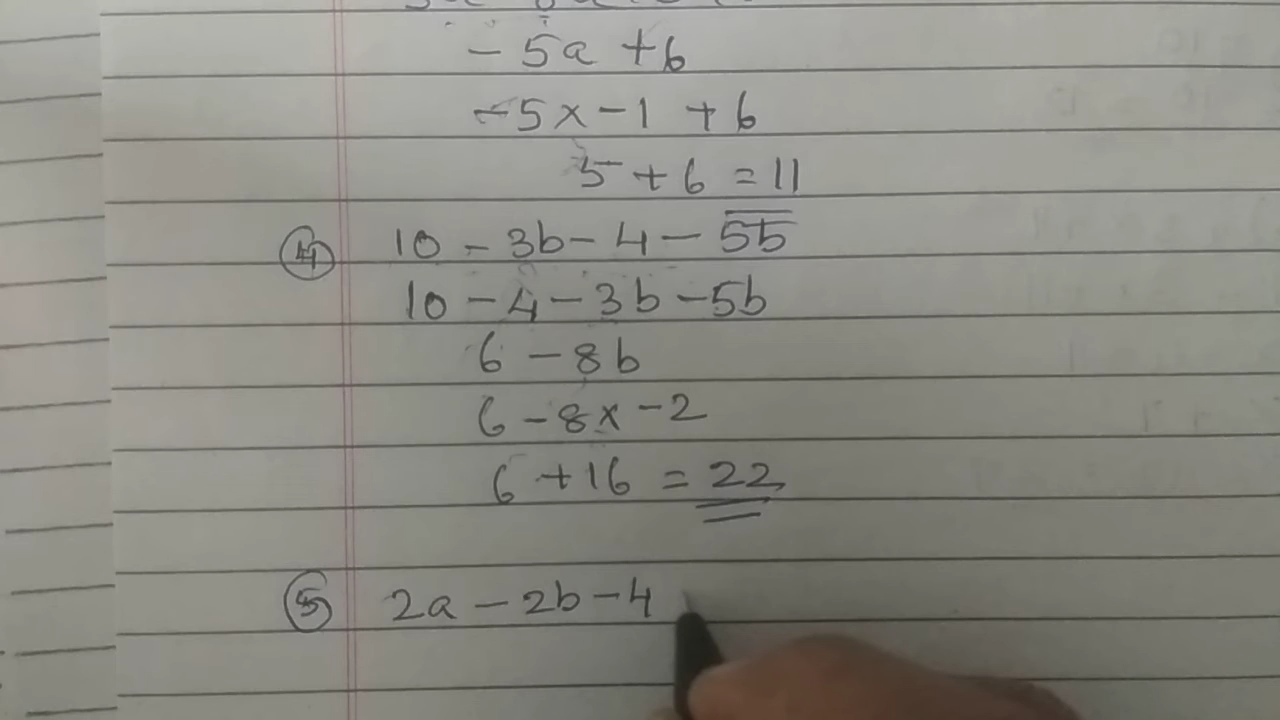 - 5a + 6
- 5 x - 1 + 6
5 + 6 = 11
④ 10 - 3b - 4 - 5b
10 - 4 - 3b - 5b
6 - 8b
6 - 8 x - 2
6 + 16 = 22
⑤ 2a - 2b - 4